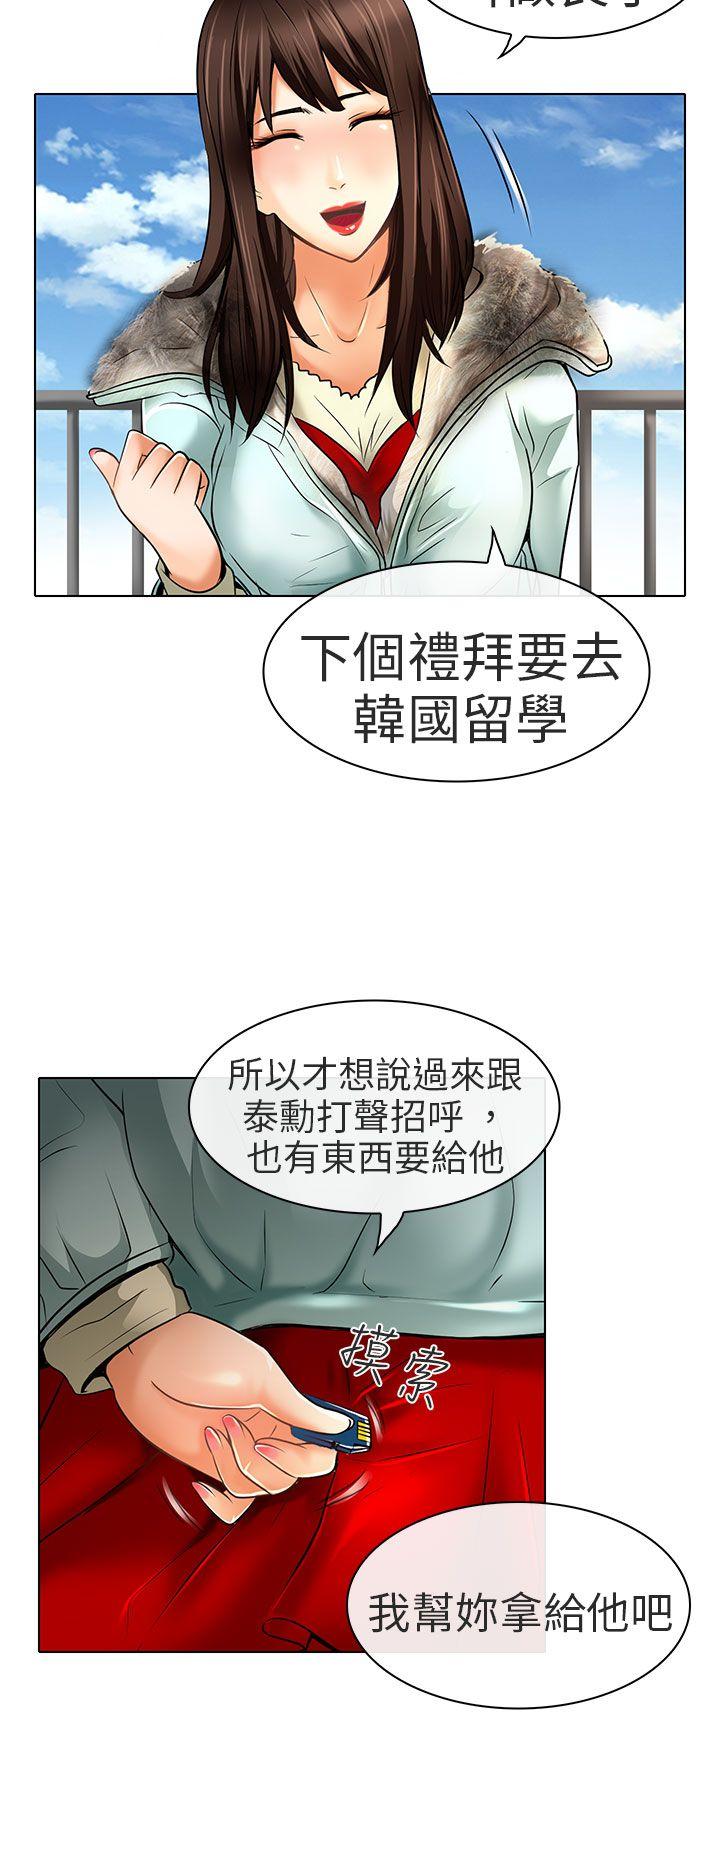 下個禮拜要去
韓國留學
所以才想說過來跟
泰勳打聲招呼，
也有東西要給他
摸索
我幫妳拿給他吧